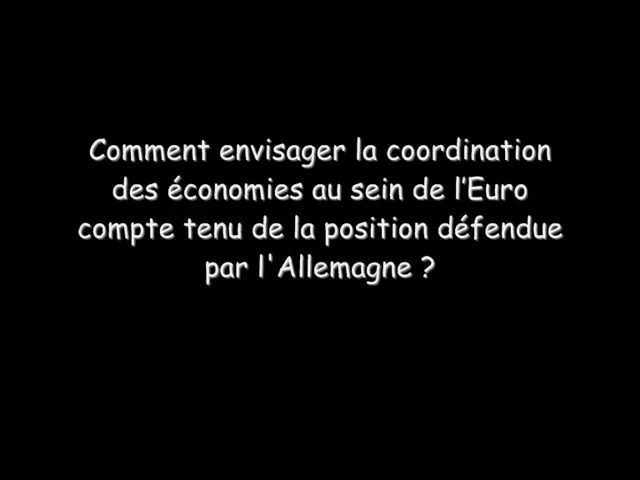 Comment envisager la coordination
des économies au sein de l'Euro
compte tenu de la position défendue
par l'Allemagne ?